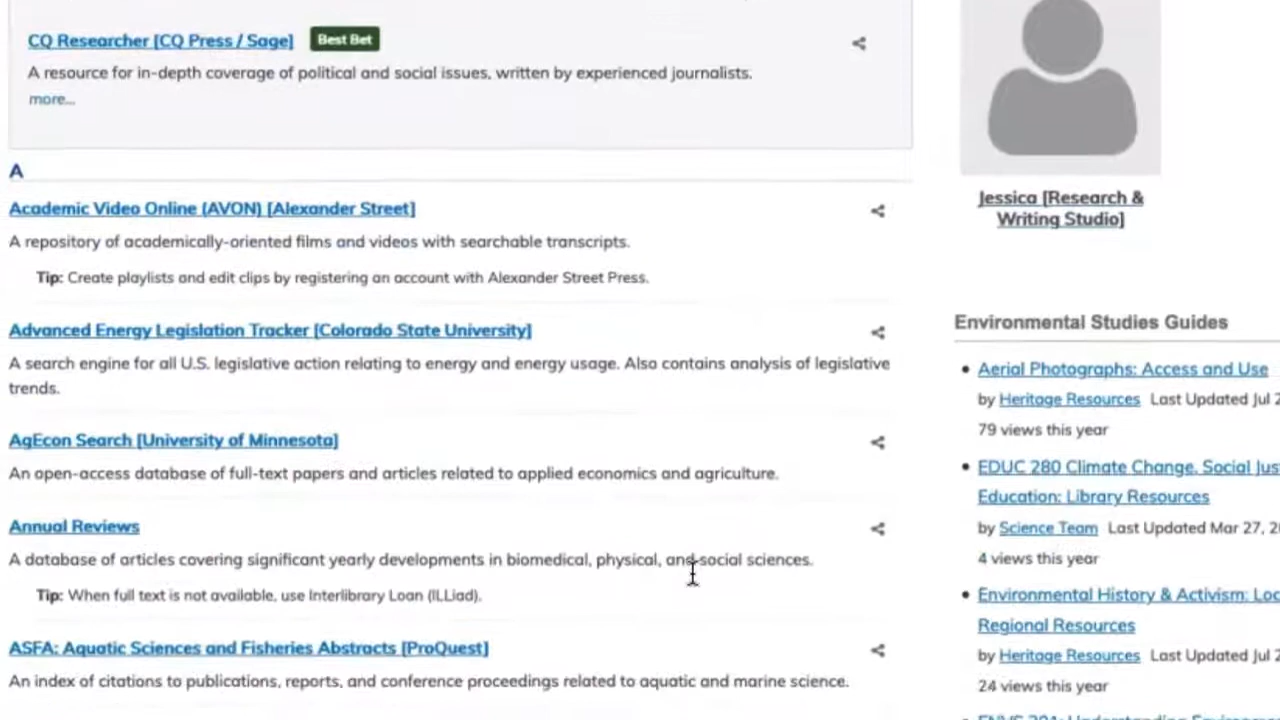 CQ Researcher [CQ Press / Sage] Best Bet
A resource for in-depth coverage of political and social issues, written by experienced journalists.
more...
A
Academic Video Online (AVON) [Alexander Street]
A repository of academically-oriented films and videos with searchable transcripts.
Tip: Create playlists and edit clips by registering an account with Alexander Street Press.
Advanced Energy Legislation Tracker [Colorado State University]
A search engine for all U.S. legislative action relating to energy and energy usage. Also contains analysis of legislative
trends.
AgEcon Search [University of Minnesota]
An open-access database of full-text papers and articles related to applied economics and agriculture.
Annual Reviews
A database of articles covering significant yearly developments in biomedical, physical, and social sciences.
Tip: When full text is not available, use Interlibrary Loan (ILLiad).
ASFA: Aquatic Sciences and Fisheries Abstracts [ProQuest]
An index of citations to publications, reports, and conference proceedings related to aquatic and marine science.
Jessica [Research &
Writing Studio]
Environmental Studies Guides
Aerial Photographs: Access and Use
by Heritage Resources Last Updated Jul
79 views this year
EDUC 280 Climate Change, Social
Education: Library Resources
by Science Team Last Updated Mar 27,
4 views this year
Environmental History & Activism:
Regional Resources
by Heritage Resources Last Updated Jul
24 views this year